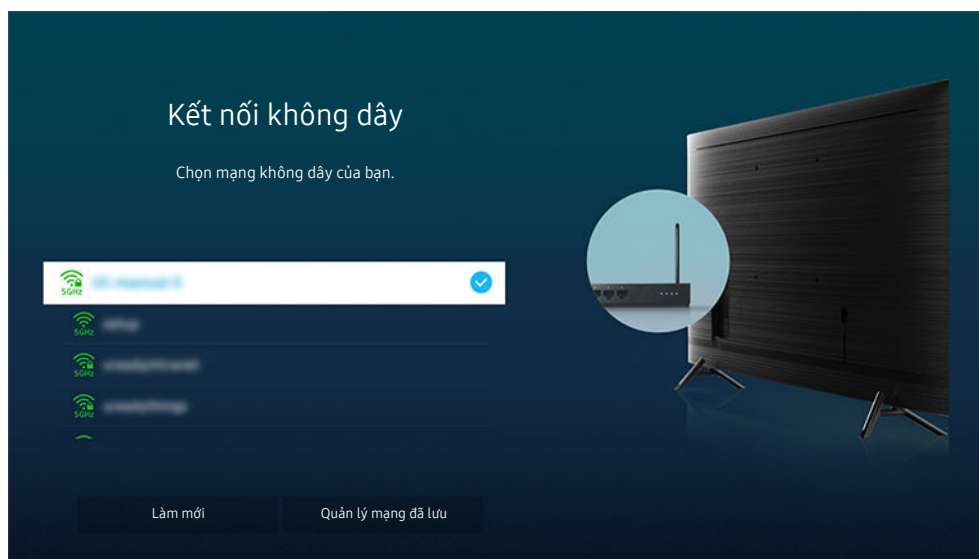 Kết nối không dây
Chọn mạng không dây của bạn.
5GHz
5GHz
setup
5GHz
5GHz
Làm mới
Quản lý mạng đã lưu